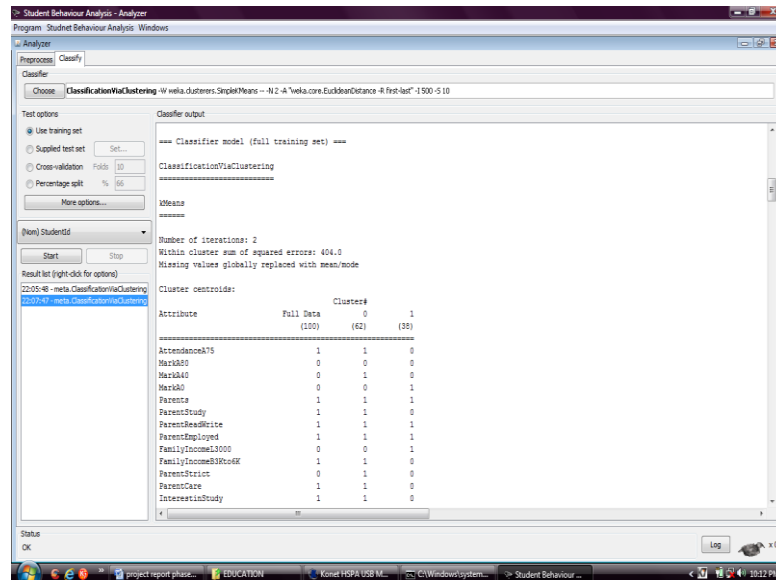 Student Behaviour Analysis - Analyzer
Program Studnet Behaviour Analysis Windows
Analyzer
Preprocess Classify
Classifier
Choose ClassificationViaClustering -W weka.clusterers.SimpleKMeans -- -N 2 -A "weka.core.EuclideanDistance -R first-last" -I 500 -S 10
Test options
Use training set
Supplied test set Set...
Cross-validation Folds 10
Percentage split % 66
More options...
(Nom) StudentId
Start Stop
Result list (right-click for options)
22:05:48 - meta.ClassificationViaClustering
22:07:47 - meta.ClassificationViaClustering
Classifier output
=== Classifier model (full training set) ===
ClassificationViaClustering
===========================
kMeans
======
Number of iterations: 2
Within cluster sum of squared errors: 404.0
Missing values globally replaced with mean/mode
Cluster centroids:
Cluster#
Attribute Full Data 0 1
(100) (62) (38)
============================================================
AttendanceA75 1 1 0
MarkA80 0 0 0
MarkA40 0 1 0
MarkA0 0 0 1
Parents 1 1 1
ParentStudy 1 1 0
ParentReadWrite 1 1 1
ParentEmployed 1 1 1
FamilyIncomeL3000 0 0 1
FamilyIncomeB3Kto6K 1 1 0
ParentStrict 0 1 0
ParentCare 1 1 0
InterestinStudy 1 1 0
Status
OK
Log x 0
project report phase... EDUCATION Konet HSPA USB M... C:\Windows\system... Student Behaviour ... 10:12 PM